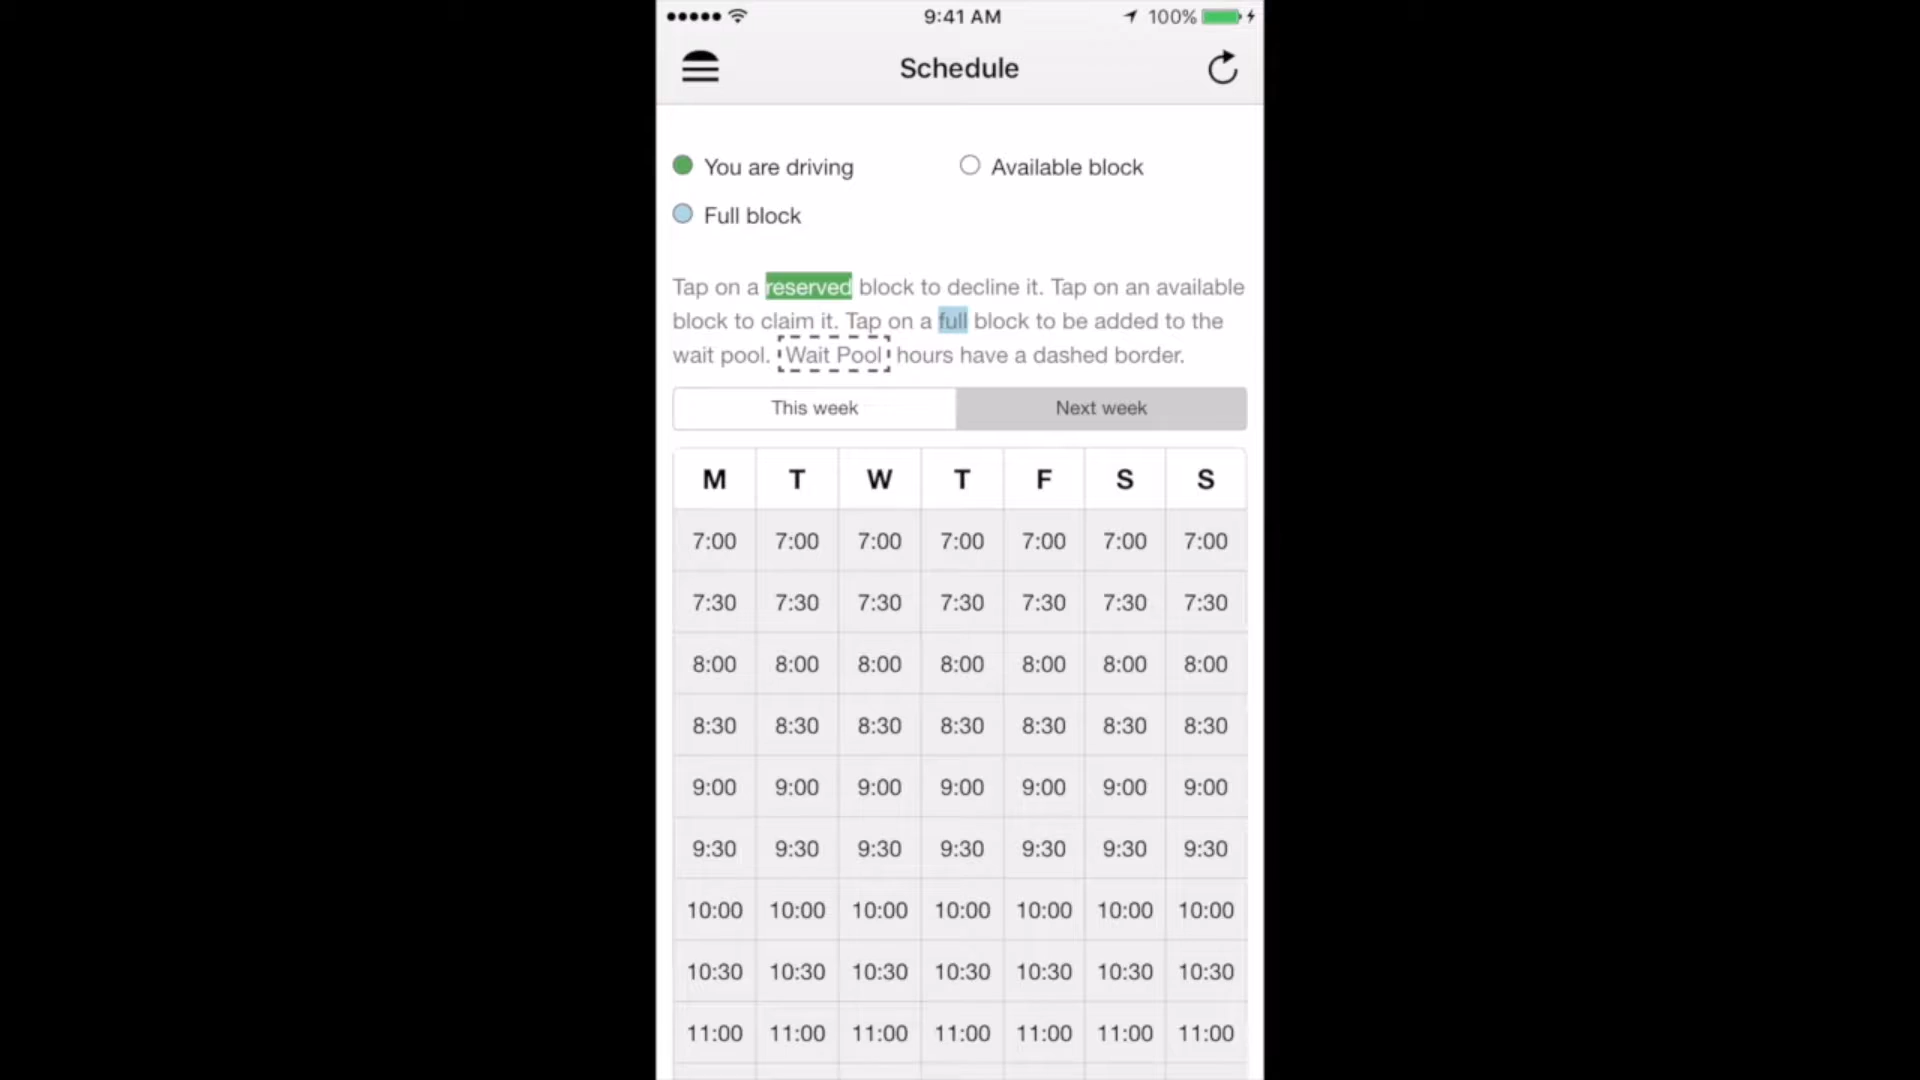 9:41 AM
100%
Schedule
You are driving
Available block
Full block
Tap on a reserved block to decline it. Tap on an available
block to claim it. Tap on a full block to be added to the
wait pool. Wait Pool hours have a dashed border.
This week Next week
M T W T F S S
7:00 7:00 7:00 7:00 7:00 7:00 7:00
7:30 7:30 7:30 7:30 7:30 7:30 7:30
8:00 8:00 8:00 8:00 8:00 8:00 8:00
8:30 8:30 8:30 8:30 8:30 8:30 8:30
9:00 9:00 9:00 9:00 9:00 9:00 9:00
9:30 9:30 9:30 9:30 9:30 9:30 9:30
10:00 10:00 10:00 10:00 10:00 10:00 10:00
10:30 10:30 10:30 10:30 10:30 10:30 10:30
11:00 11:00 11:00 11:00 11:00 11:00 11:00